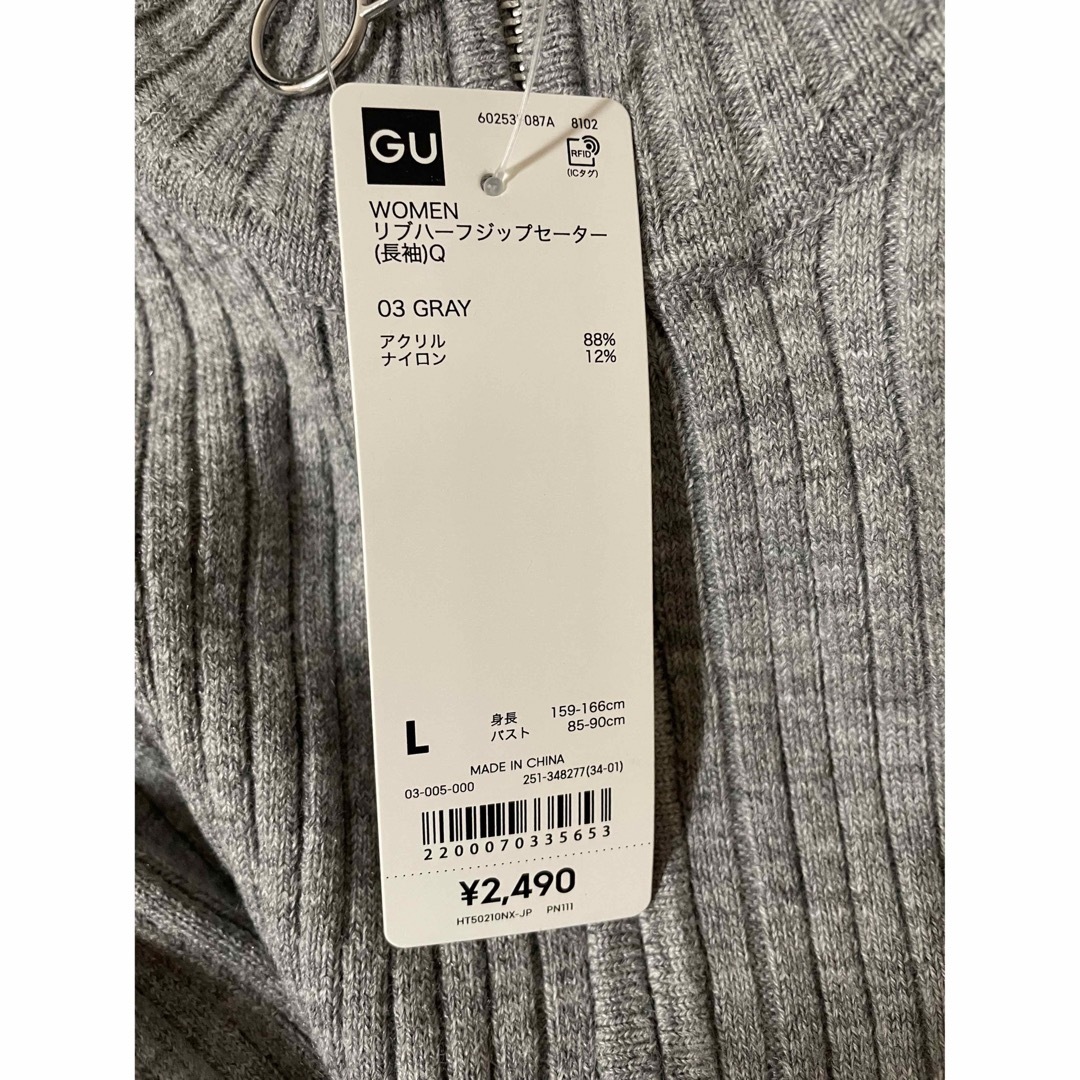 GU
8102
RFID
(ICタグ)
WOMEN
リブハーフジップセーター
(長袖)Q
03 GRAY
アクリル 88%
ナイロン 12%
L
身長 159-166cm
バスト 85-90cm
MADE IN CHINA
03-005-000 251-348277(34-01)
2200070335653
¥2,490
HT50210NX-JP PN111